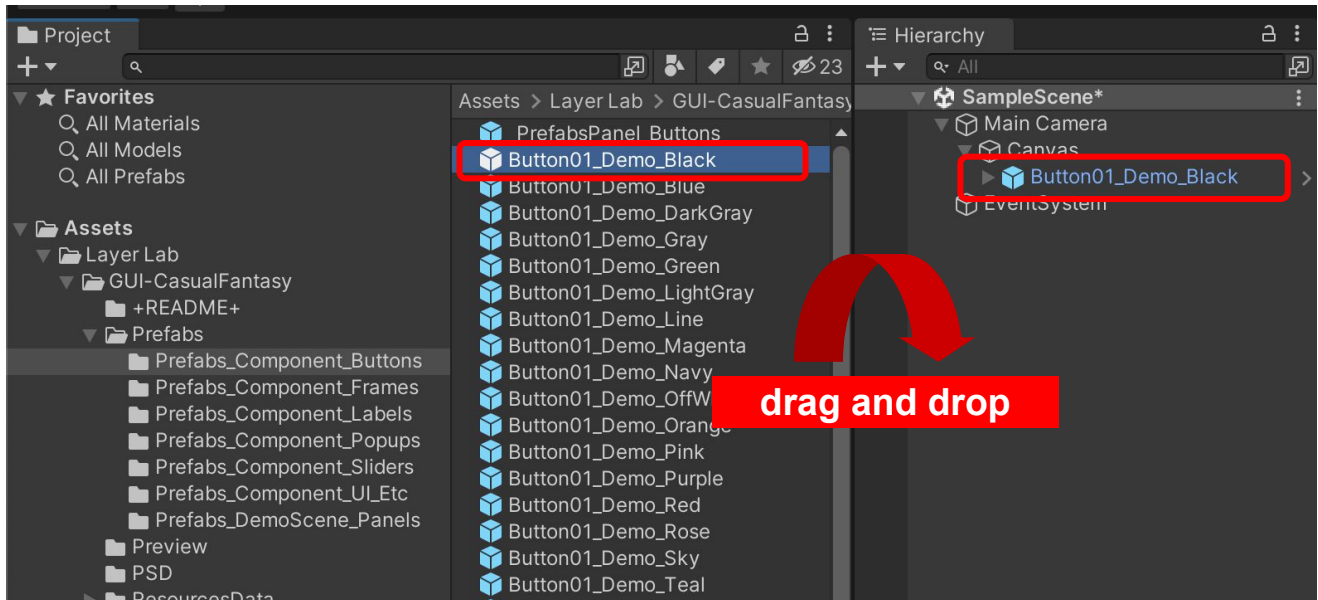 Project
23
Favorites
All Materials
All Models
All Prefabs
Assets
Layer Lab
GUI-CasualFantasy
+README+
Prefabs
Prefabs_Component_Buttons
Prefabs_Component_Frames
Prefabs_Component_Labels
Prefabs_Component_Popups
Prefabs_Component_Sliders
Prefabs_Component_UI_Etc
Prefabs_DemoScene_Panels
Preview
PSD
ResourcesData
Assets > Layer Lab > GUI-CasualFantasy
PrefabsPanel_Buttons
Button01_Demo_Black
Button01_Demo_Blue
Button01_Demo_DarkGray
Button01_Demo_Gray
Button01_Demo_Green
Button01_Demo_LightGray
Button01_Demo_Line
Button01_Demo_Magenta
Button01_Demo_Navy
Button01_Demo_OffW
Button01_Demo_Orange
Button01_Demo_Pink
Button01_Demo_Purple
Button01_Demo_Red
Button01_Demo_Rose
Button01_Demo_Sky
Button01_Demo_Teal
drag and drop
Hierarchy
All
SampleScene*
Main Camera
Canvas
Button01_Demo_Black
EventSystem